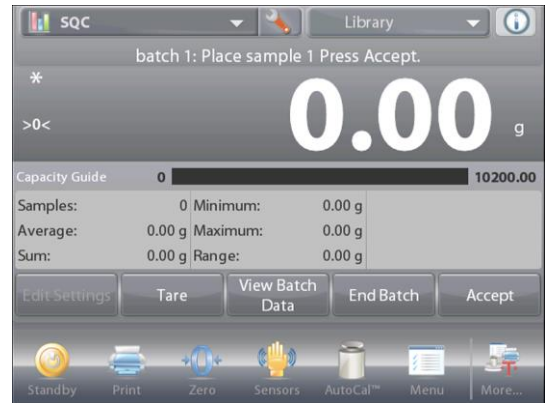 SQC
Library
batch 1: Place sample 1 Press Accept.
*
>0<
0.00 g
Capacity Guide 0 10200.00
Samples: 0 Minimum: 0.00 g
Average: 0.00 g Maximum: 0.00 g
Sum: 0.00 g Range: 0.00 g
Edit Settings Tare View Batch Data End Batch Accept
Standby Print Zero Sensors AutoCal™ Menu More...